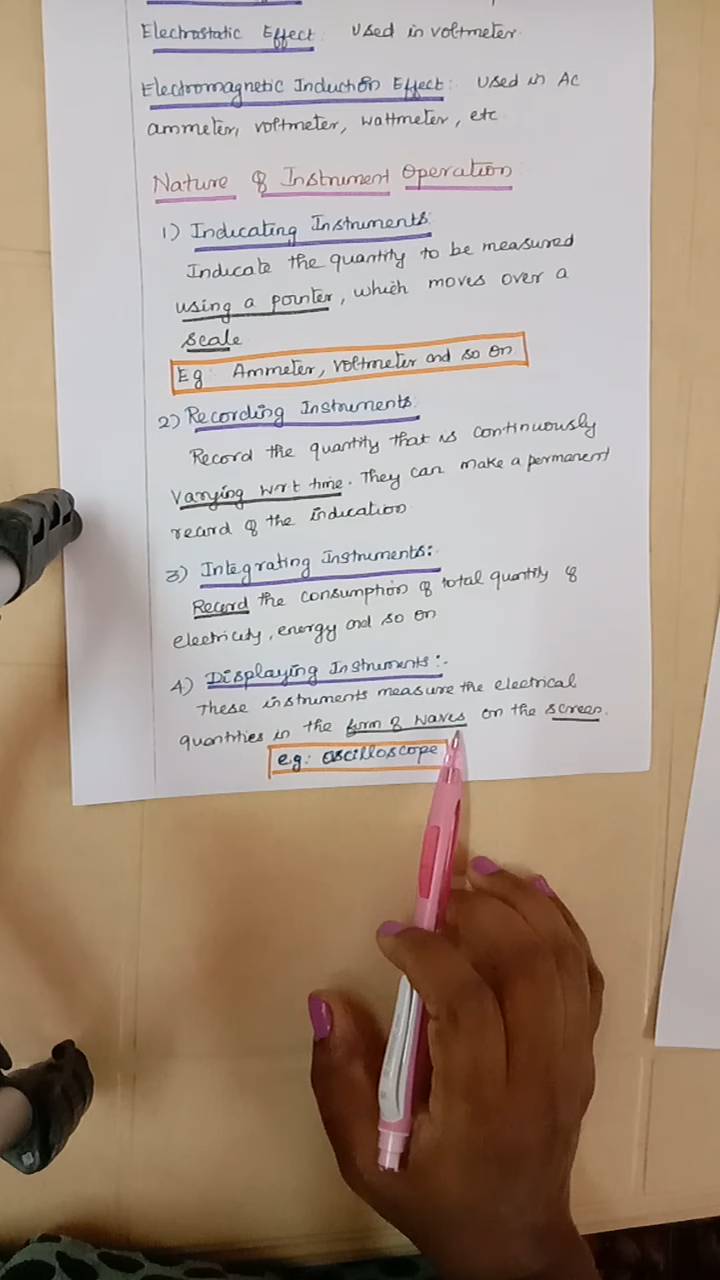 Electrostatic Effect: Used in voltmeter
Electromagnetic Induction Effect: Used in AC
ammeter, voltmeter, wattmeter, etc
Nature of Instrument Operation
1) Indicating Instruments:
Indicate the quantity to be measured
using a pointer, which moves over a
scale
Eg: Ammeter, voltmeter and so on
2) Recording Instruments:
Record the quantity that is continuously
varying w.r.t time. They can make a permanent
record of the indication
3) Integrating Instruments:
Record the consumption of total quantity of
electricity, energy and so on
4) Displaying Instruments:-
These instruments measure the electrical
quantities in the form of waves on the screen.
e.g: oscilloscope